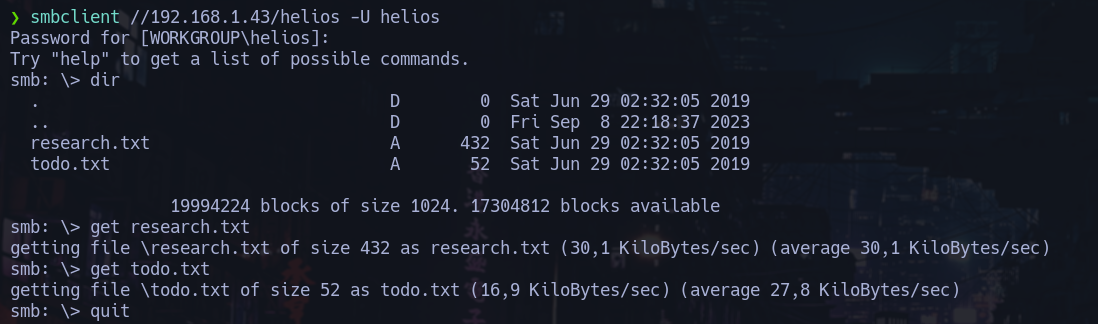 ❯ smbclient //192.168.1.43/helios -U helios
Password for [WORKGROUP\helios]:
Try "help" to get a list of possible commands.
smb: \> dir
  .                                   D        0  Sat Jun 29 02:32:05 2019
  ..                                  D        0  Fri Sep  8 22:18:37 2023
  research.txt                        A      432  Sat Jun 29 02:32:05 2019
  todo.txt                            A       52  Sat Jun 29 02:32:05 2019

                19994224 blocks of size 1024. 17304812 blocks available
smb: \> get research.txt
getting file \research.txt of size 432 as research.txt (30,1 KiloBytes/sec) (average 30,1 KiloBytes/sec)
smb: \> get todo.txt
getting file \todo.txt of size 52 as todo.txt (16,9 KiloBytes/sec) (average 27,8 KiloBytes/sec)
smb: \> quit